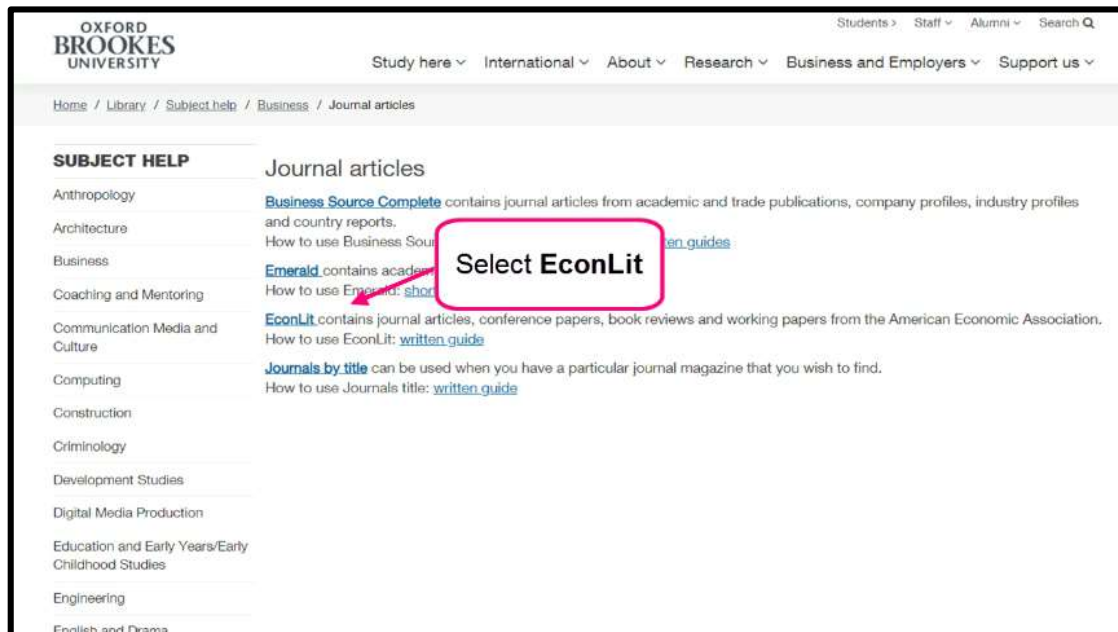 OXFORD
BROOKES
UNIVERSITY
Students > Staff Alumni Search
Study here International About Research Business and Employers Support us
Home / Library / Subject help / Business / Journal articles
SUBJECT HELP
Anthropology
Architecture
Business
Coaching and Mentoring
Communication Media and
Culture
Computing
Construction
Criminology
Development Studies
Digital Media Production
Education and Early Years/Early
Childhood Studies
Engineering
English and Drama
Journal articles
Business Source Complete contains journal articles from academic and trade publications, company profiles, industry profiles
and country reports.
How to use Business guides
Emerald contains
How to use Emerald:
Select EconLit
EconLit contains journal articles, conference papers, book reviews and working papers from the American Economic Association.
How to use EconLit: written guide
Journals by title can be used when you have a particular journal magazine that you wish to find.
How to use Journals title: written guide